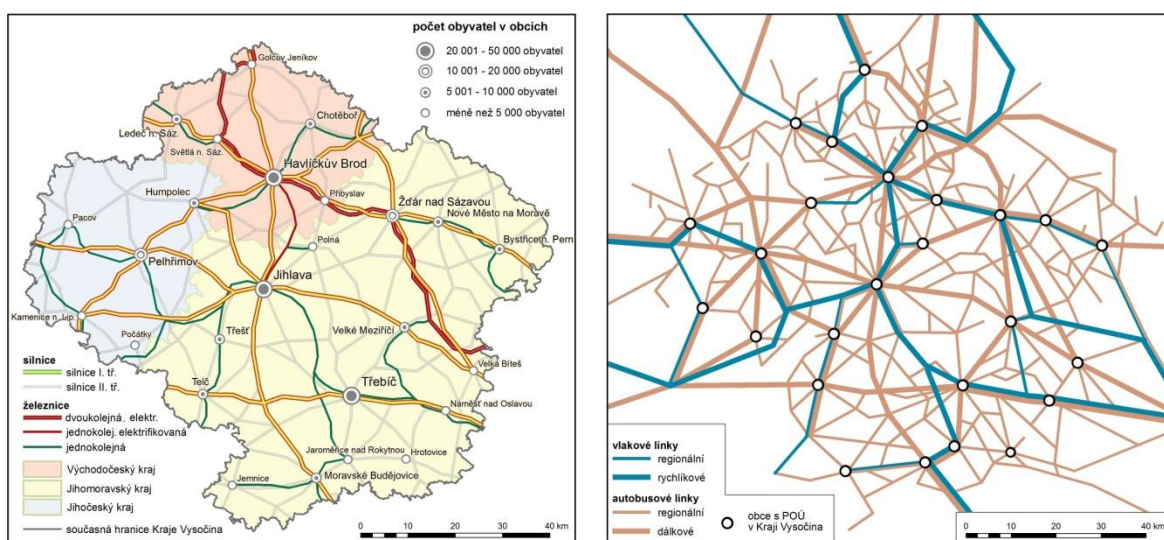 počet obyvatel v obcích
20 001 - 50 000 obyvatel
10 001 - 20 000 obyvatel
5 001 - 10 000 obyvatel
méně než 5 000 obyvatel
Golčův Jeníkov
Chotěboř
Ledeč n. Sáz.
Světlá n. Sáz.
Havlíčkův Brod
Humpolec
Přibyslav
Žďár nad Sázavou
Nové Město na Moravě
Pacov
Polná
Bystřice n. Pern
Pelhřimov
Jihlava
Kamenice n. Lip.
Počátky
Třešť
Velké Meziříčí
Velká Bíteš
Telč
Třebíč
Náměšť nad Oslavou
Jaroměřice nad Rokytnou
Hrotovice
Jemnice
Moravské Budějovice
silnice
silnice I. tř.
silnice II. tř.
železnice
dvoukolejná. elektr.
jednokolej. elektrifikovaná
jednokolejná
Východočeský kraj
Jihomoravský kraj
Jihočeský kraj
současná hranice Kraje Vysočina
0 10 20 30 40 km
vlakové linky
regionální
rychlíkové
autobusové linky
regionální
dálkové
obce s POÚ
v Kraji Vysočina
0 10 20 30 40 km